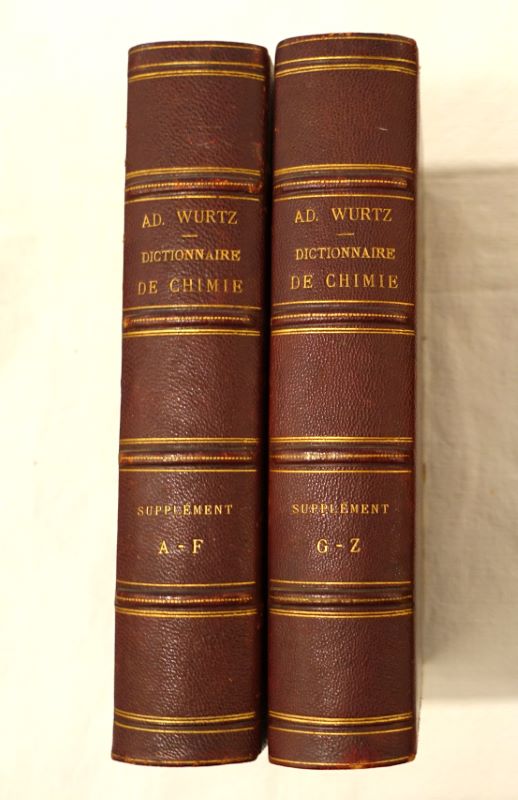 AD. WURTZ
DICTIONNAIRE
DE CHIMIE
SUPPLÉMENT
A-F
AD. WURTZ
DICTIONNAIRE
DE CHIMIE
SUPPLÉMENT
G-Z